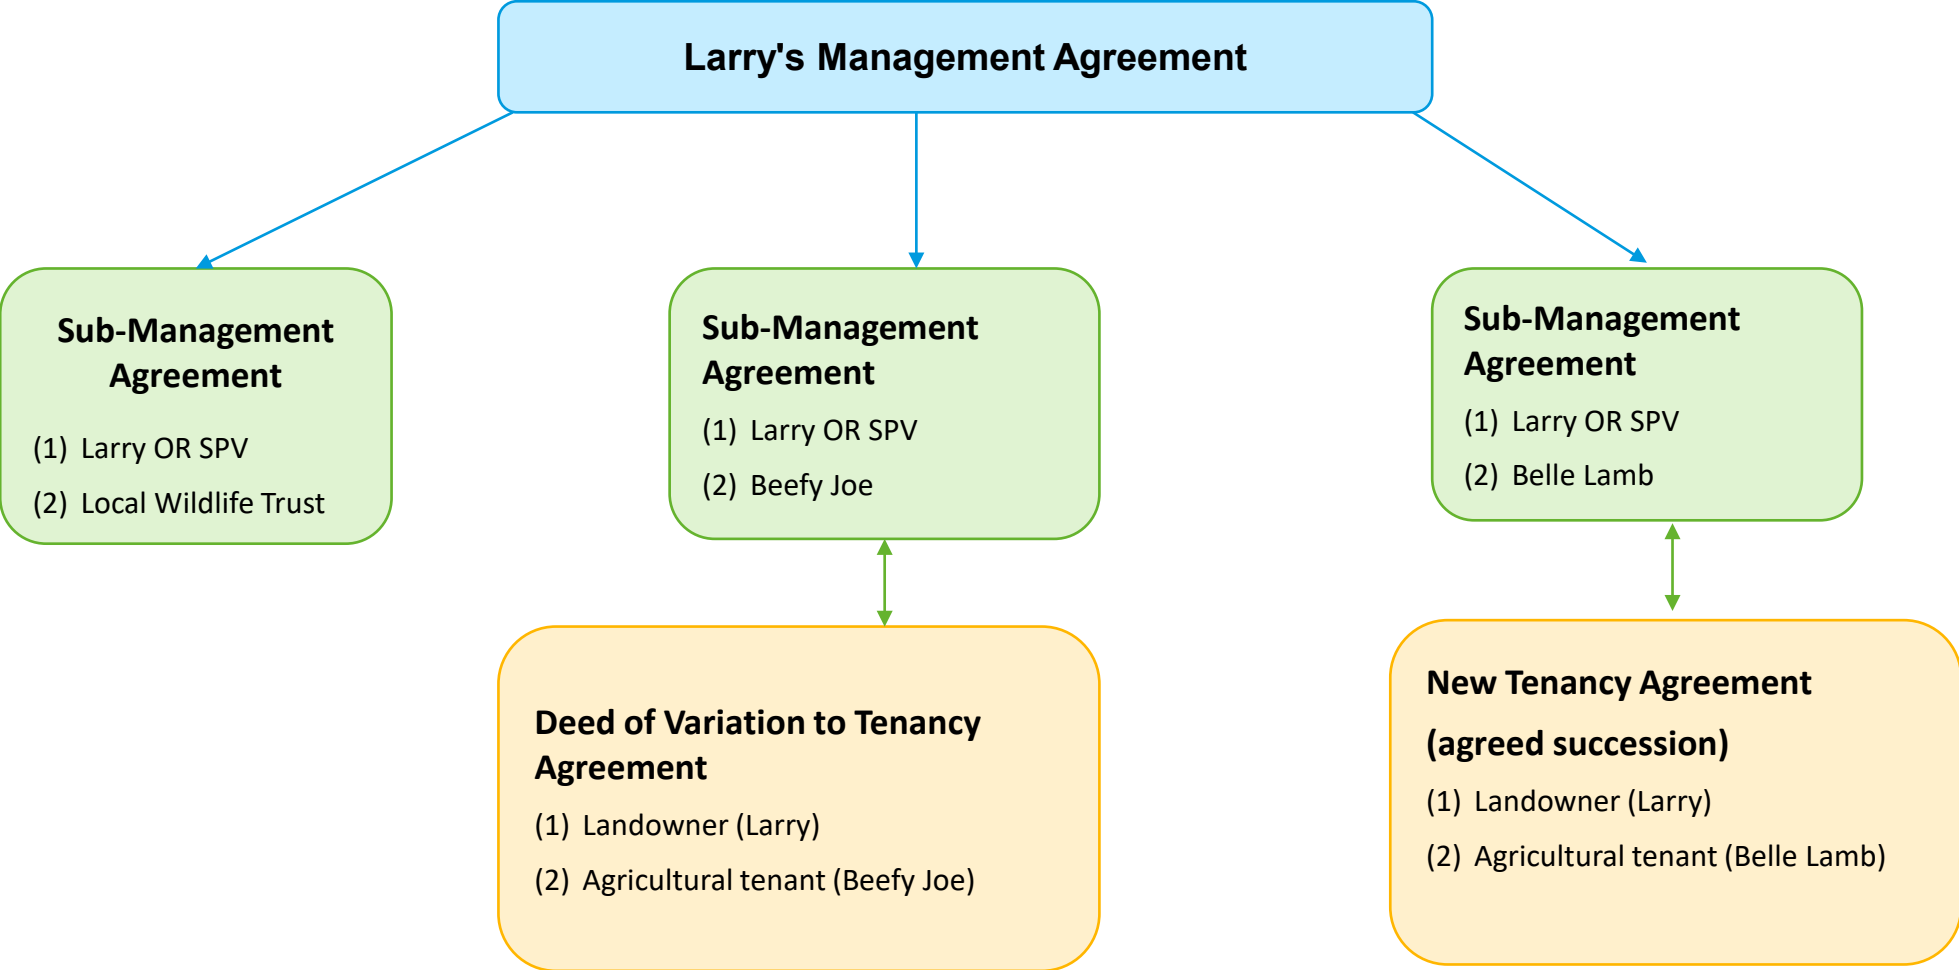 Larry's Management Agreement
Sub-Management
Agreement
(1) Larry OR SPV
(2) Local Wildlife Trust
Sub-Management
Agreement
(1) Larry OR SPV
(2) Beefy Joe
Sub-Management
Agreement
(1) Larry OR SPV
(2) Belle Lamb
Deed of Variation to Tenancy
Agreement
(1) Landowner (Larry)
(2) Agricultural tenant (Beefy Joe)
New Tenancy Agreement
(agreed succession)
(1) Landowner (Larry)
(2) Agricultural tenant (Belle Lamb)